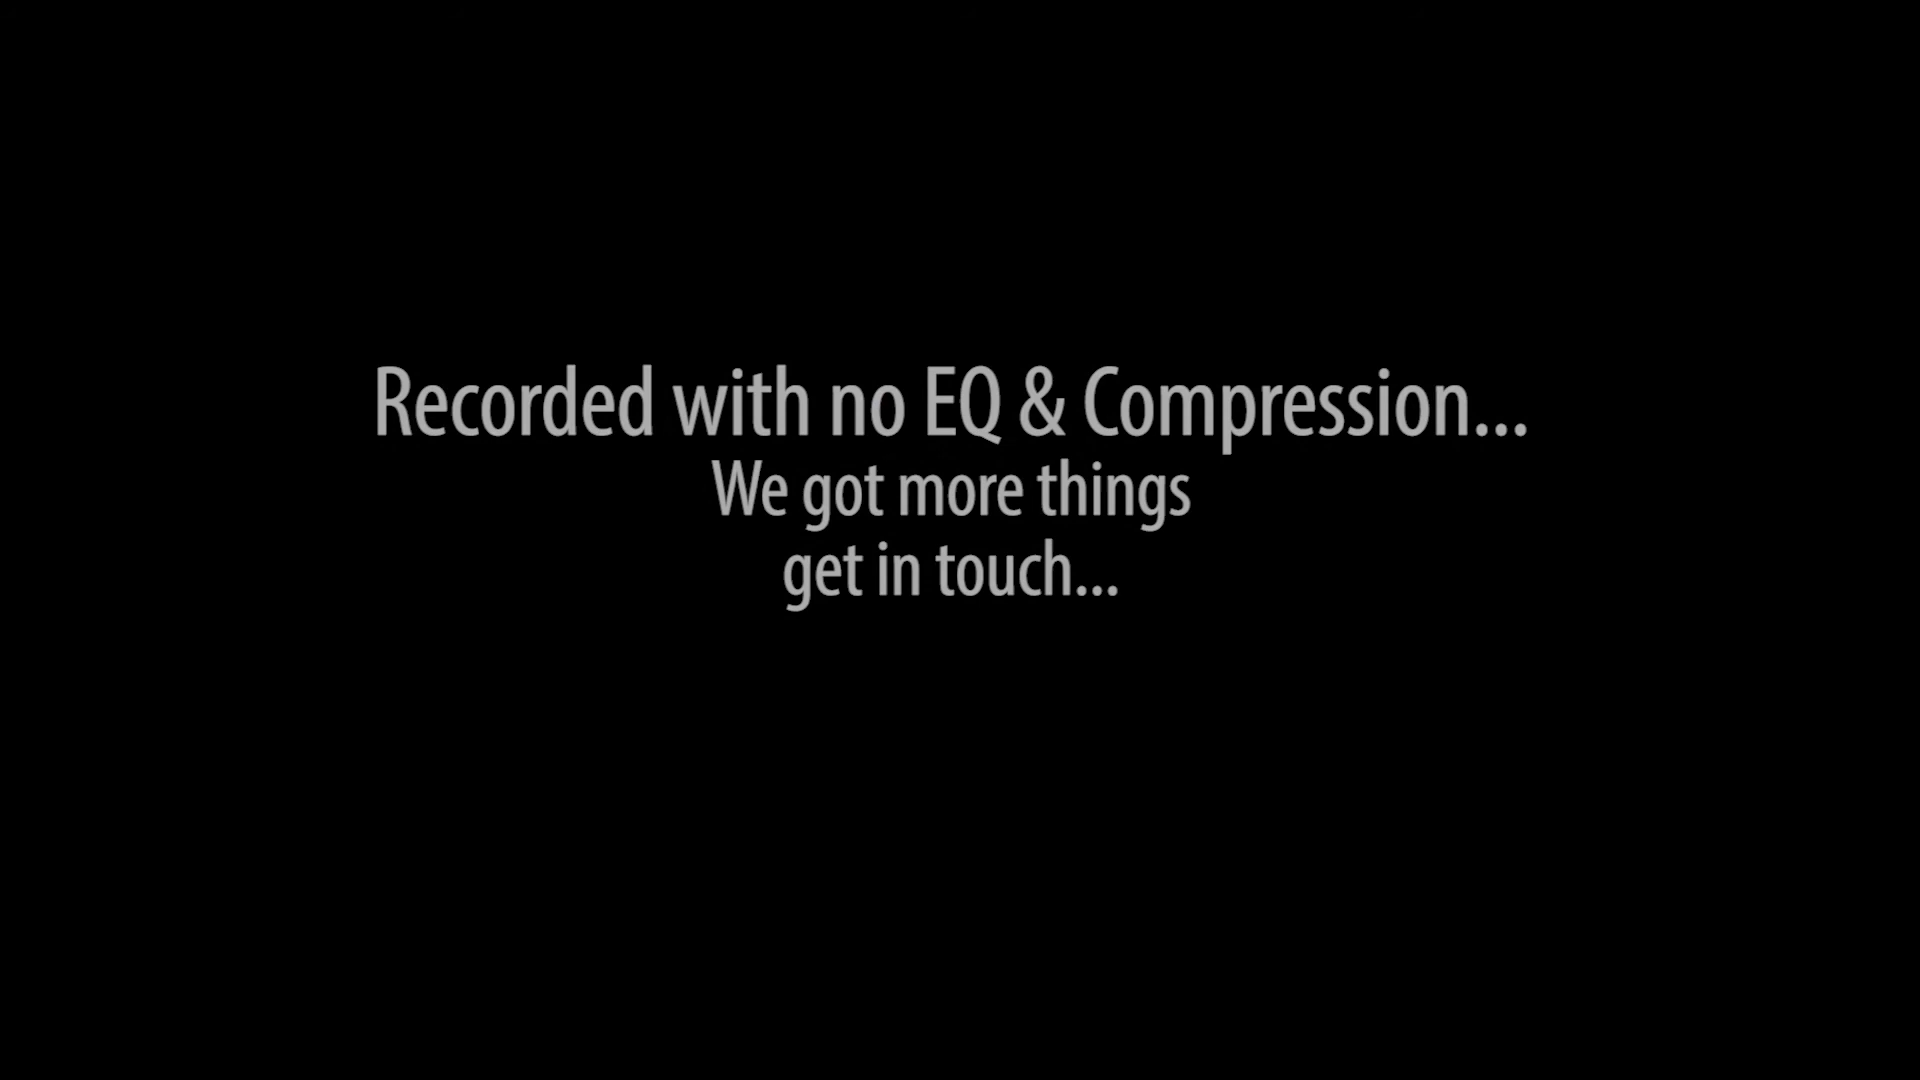 Recorded with no EQ & Compression...
We got more things
get in touch...